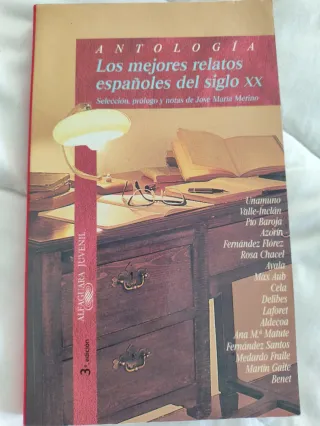 ANTOLOGÍA
Los mejores relatos
españoles del siglo XX
Selección, prólogo y notas de José María Merino
Unamuno
Valle-Inclán
Pío Baroja
Azorín
Fernández Flórez
Rosa Chacel
Ayala
Max Aub
Cela
Delibes
Laforet
Aldecoa
Ana M.ª Matute
Fernández Santos
Medardo Fraile
Martín Gaite
Benet
ALFAGUARA JUVENIL
3.ª edición